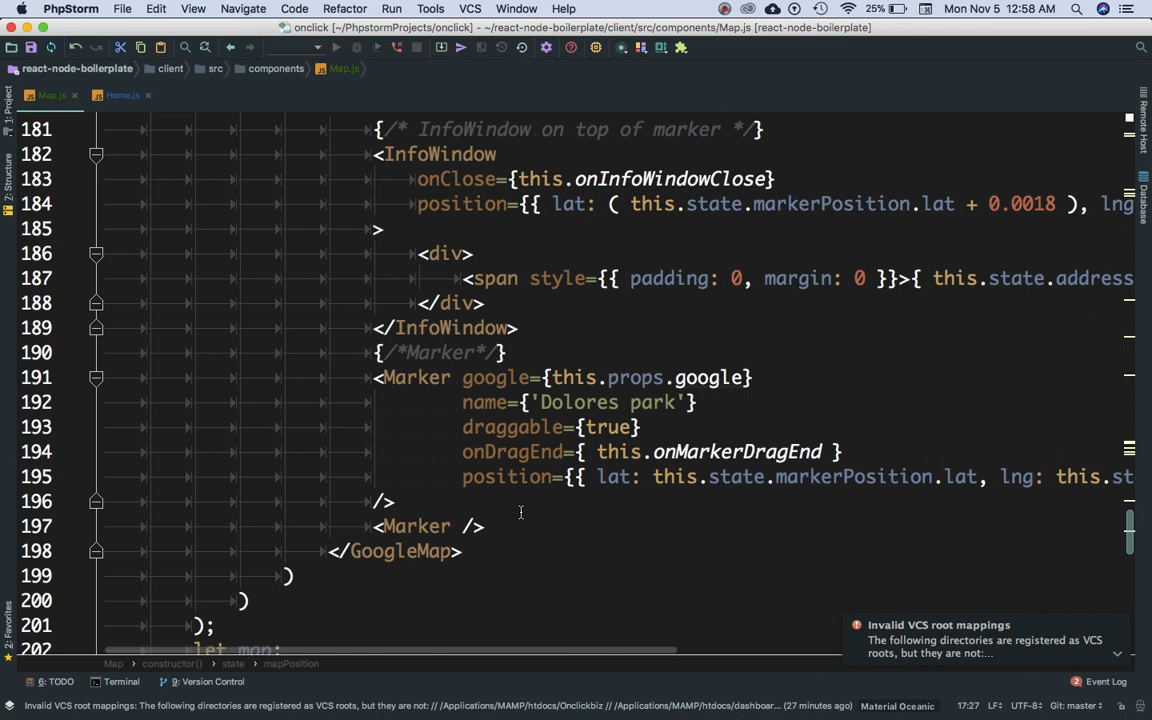 PhpStorm File Edit View Navigate Code Refactor Run Tools VCS Window Help 25% Mon Nov 5 12:58 AM
onclick [~/PhpstormProjects/onclick] - ~/react-node-boilerplate/client/src/components/Map.js [react-node-boilerplate]
react-node-boilerplate client src components Map.js
Map.js Home.js
1: Project
Z: Structure
2: Favorites
Remote Host
Database
181 {/* InfoWindow on top of marker */}
182 <InfoWindow
183 onClose={this.onInfoWindowClose}
184 position={{ lat: ( this.state.markerPosition.lat + 0.0018 ), lng
185 >
186 <div>
187 <span style={{ padding: 0, margin: 0 }}>{ this.state.address
188 </div>
189 </InfoWindow>
190 {/*Marker*/}
191 <Marker google={this.props.google}
192 name={'Dolores park'}
193 draggable={true}
194 onDragEnd={ this.onMarkerDragEnd }
195 position={{ lat: this.state.markerPosition.lat, lng: this.st
196 />
197 <Marker />
198 </GoogleMap>
199 )
200 )
201 );
202 let map;
Invalid VCS root mappings
The following directories are registered as VCS
roots, but they are not:...
Map constructor() state mapPosition
6: TODO Terminal 9: Version Control 2 Event Log
Invalid VCS root mappings: The following directories are registered as VCS roots, but they are not: // /Applications/MAMP/htdocs/Onclickbiz // /Applications/MAMP/htdocs/dashboar... (27 minutes ago) Material Oceanic 17:27 LF÷ UTF-8÷ Git: master÷